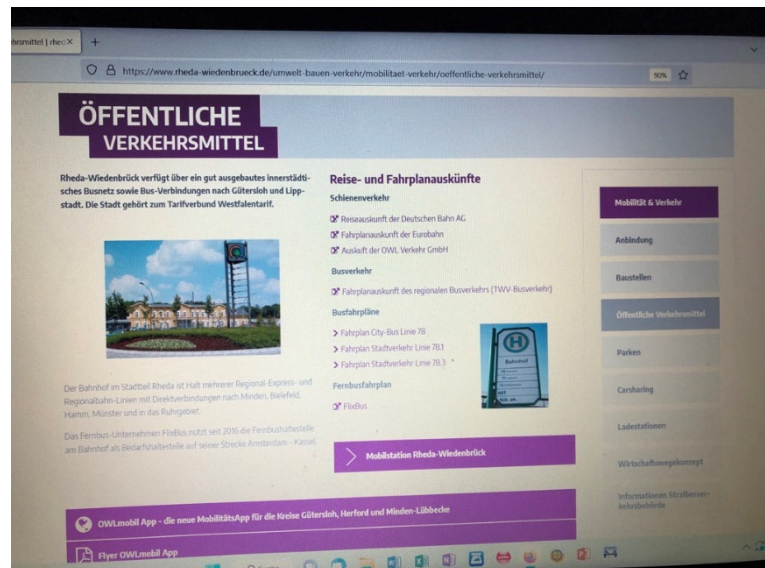 ehrsmittel | rhec X +
https://www.rheda-wiedenbrueck.de/umwelt-bauen-verkehr/mobilitaet-verkehr/oeffentliche-verkehrsmittel/
90%
ÖFFENTLICHE
VERKEHRSMITTEL
Rheda-Wiedenbrück verfügt über ein gut ausgebautes innerstädti-
sches Busnetz sowie Bus-Verbindungen nach Gütersloh und Lipp-
stadt. Die Stadt gehört zum Tarifverbund Westfalentarif.
Der Bahnhof im Stadtteil Rheda ist Halt mehrerer Regional-Express- und
Regionalbahn-Linien mit Direktverbindungen nach Minden, Bielefeld,
Hamm, Münster und in das Ruhrgebiet.
Das Fernbus-Unternehmen FlixBus nutzt seit 2016 die Fernbushaltestelle
am Bahnhof als Bedarfshaltestelle auf seiner Strecke Amsterdam - Kassel.
Reise- und Fahrplanauskünfte
Schienenverkehr
Reiseauskunft der Deutschen Bahn AG
Fahrplanauskunft der Eurobahn
Auskuft der OWL Verkehr GmbH
Busverkehr
Fahrplanauskunft des regionalen Busverkehrs (TWV-Busverkehr)
Busfahrpläne
> Fahrplan City-Bus Linie 78
> Fahrplan Stadtverkehr Linie 78.1
> Fahrplan Stadtverkehr Linie 78.3
Fernbusfahrplan
FlixBus
H
Bahnhof
Mobilstation Rheda-Wiedenbrück
Mobilität & Verkehr
Anbindung
Baustellen
Öffentliche Verkehrsmittel
Parken
Carsharing
Ladestationen
Wirtschaftswegekonzept
Informationen Straßenver-
kehrsbehörde
OWLmobil App - die neue MobilitätsApp für die Kreise Gütersloh, Herford und Minden-Lübbecke
Flyer OWLmobil App